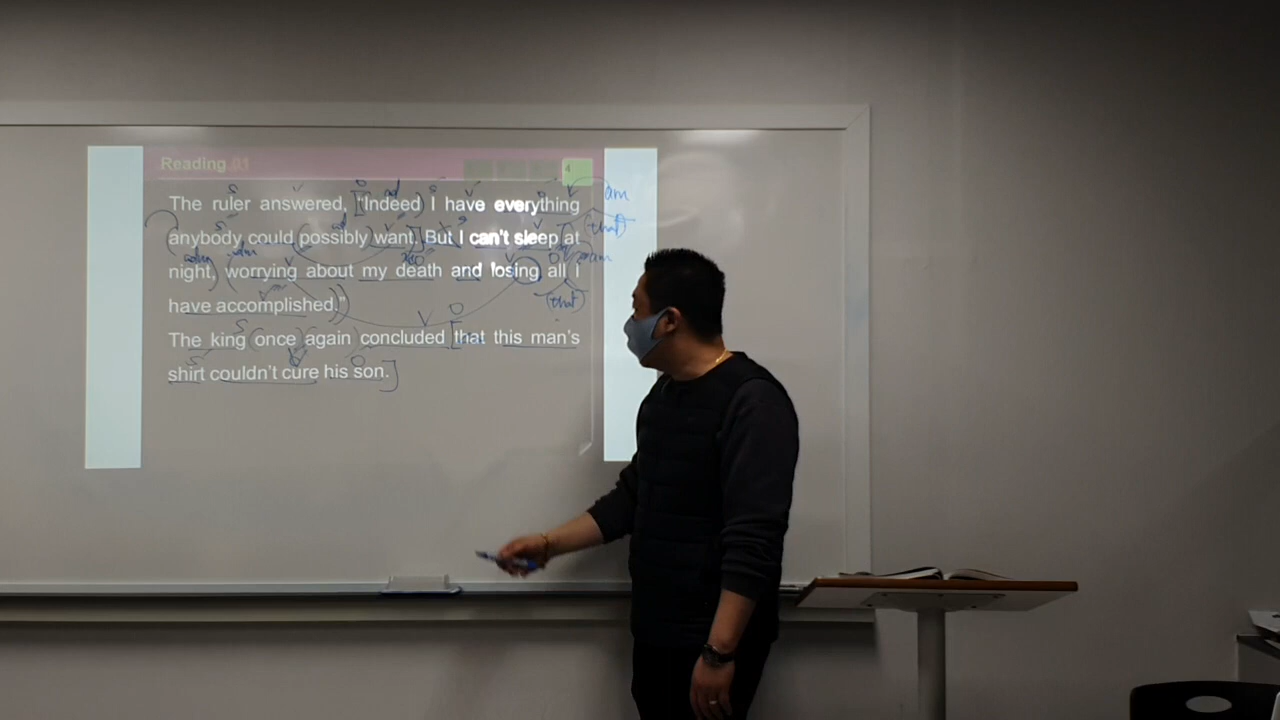 Reading 01
4
The ruler answered, “Indeed I have everything
anybody could possibly want. But I can't sleep at
night, worrying about my death and losing all I
have accomplished.”
The king once again concluded that this man's
shirt couldn't cure his son.
am
(that)
(that)